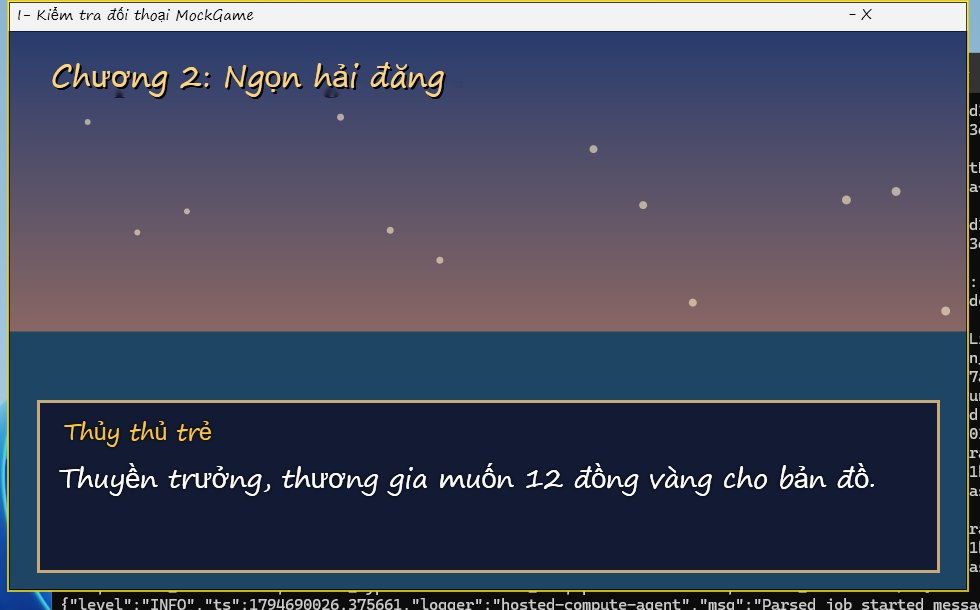 I- Kiểm tra đối thoại MockGame - X
Chương 2: Ngọn hải đăng
Thủy thủ trẻ
Thuyền trưởng, thương gia muốn 12 đồng vàng cho bản đồ.
{"level":"INFO","ts":1794690026.375661,"logger":"hosted-compute-agent","msg":"Parsed job started